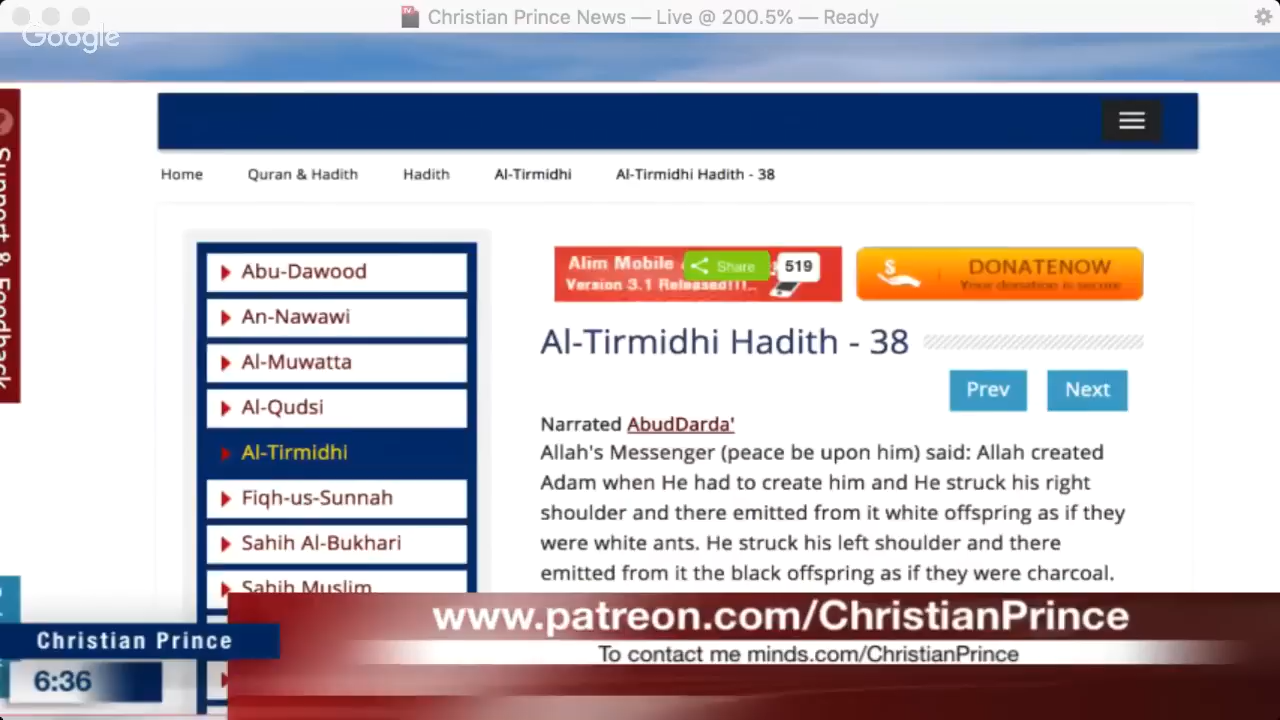 Christian Prince News — Live @ 200.5% — Ready
Google
Support & Feedback
Home Quran & Hadith Hadith Al-Tirmidhi Al-Tirmidhi Hadith - 38
Abu-Dawood
An-Nawawi
Al-Muwatta
Al-Qudsi
Al-Tirmidhi
Fiqh-us-Sunnah
Sahih Al-Bukhari
Sahih Muslim
Alim Mobile
Version 3.1 Released!!!..
Share 519
$ DONATENOW
Your donation is secure
Al-Tirmidhi Hadith - 38
Prev Next
Narrated AbudDarda'
Allah's Messenger (peace be upon him) said: Allah created
Adam when He had to create him and He struck his right
shoulder and there emitted from it white offspring as if they
were white ants. He struck his left shoulder and there
emitted from it the black offspring as if they were charcoal.
www.patreon.com/ChristianPrince
To contact me minds.com/ChristianPrince
Christian Prince
6:36